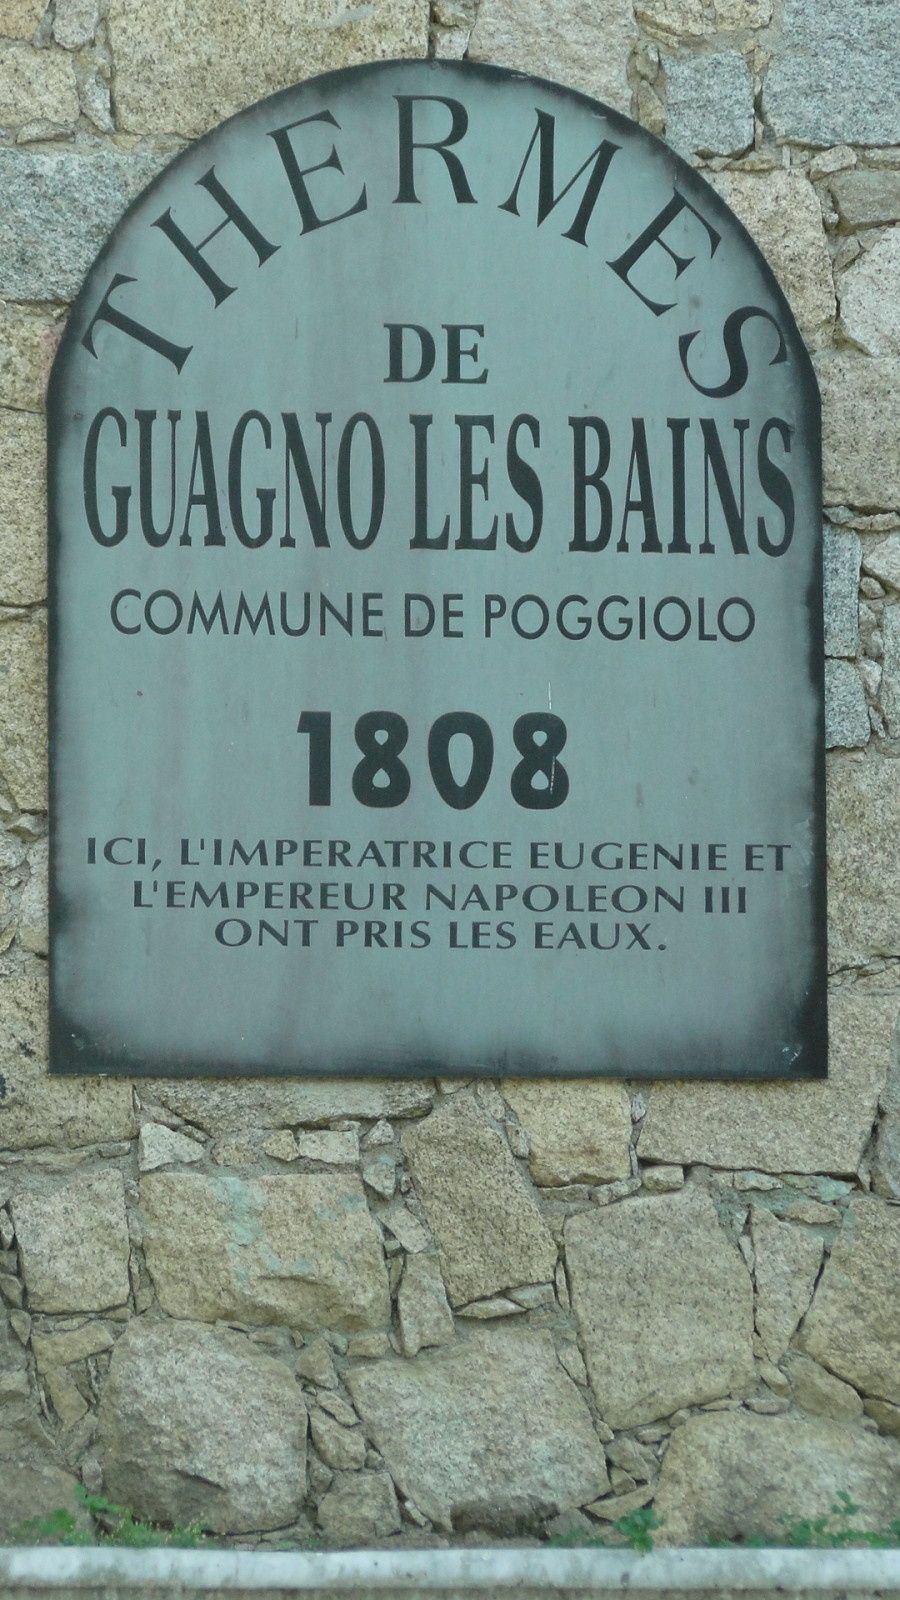 THERMES
DE
GUAGNO LES BAINS
COMMUNE DE POGGIOLO
1808
ICI, L'IMPERATRICE EUGENIE ET
L'EMPEREUR NAPOLEON III
ONT PRIS LES EAUX.